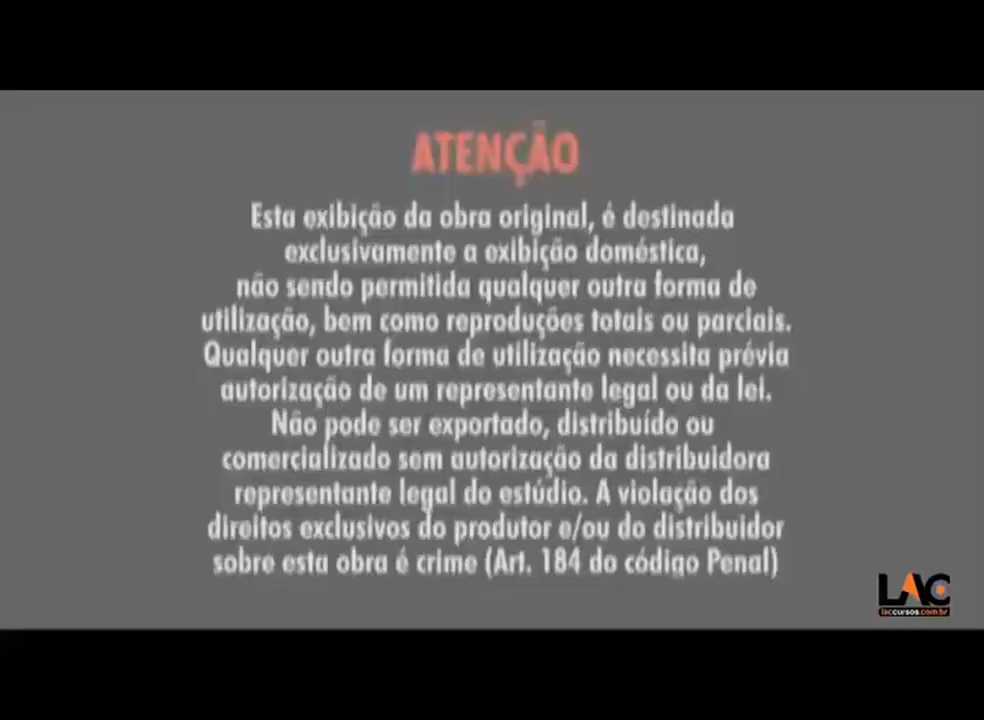 ATENÇÃO
Esta exibição da obra original, é destinada
exclusivamente a exibição doméstica,
não sendo permitida qualquer outra forma de
utilização, bem como reproduções totais ou parciais.
Qualquer outra forma de utilização necessita prévia
autorização de um representante legal ou da lei.
Não pode ser exportado, distribuído ou
comercializado sem autorização da distribuidora
representante legal do estúdio. A violação dos
direitos exclusivos do produtor e/ou do distribuidor
sobre esta obra é crime (Art. 184 do código Penal)
LAC
laccursos.com.br